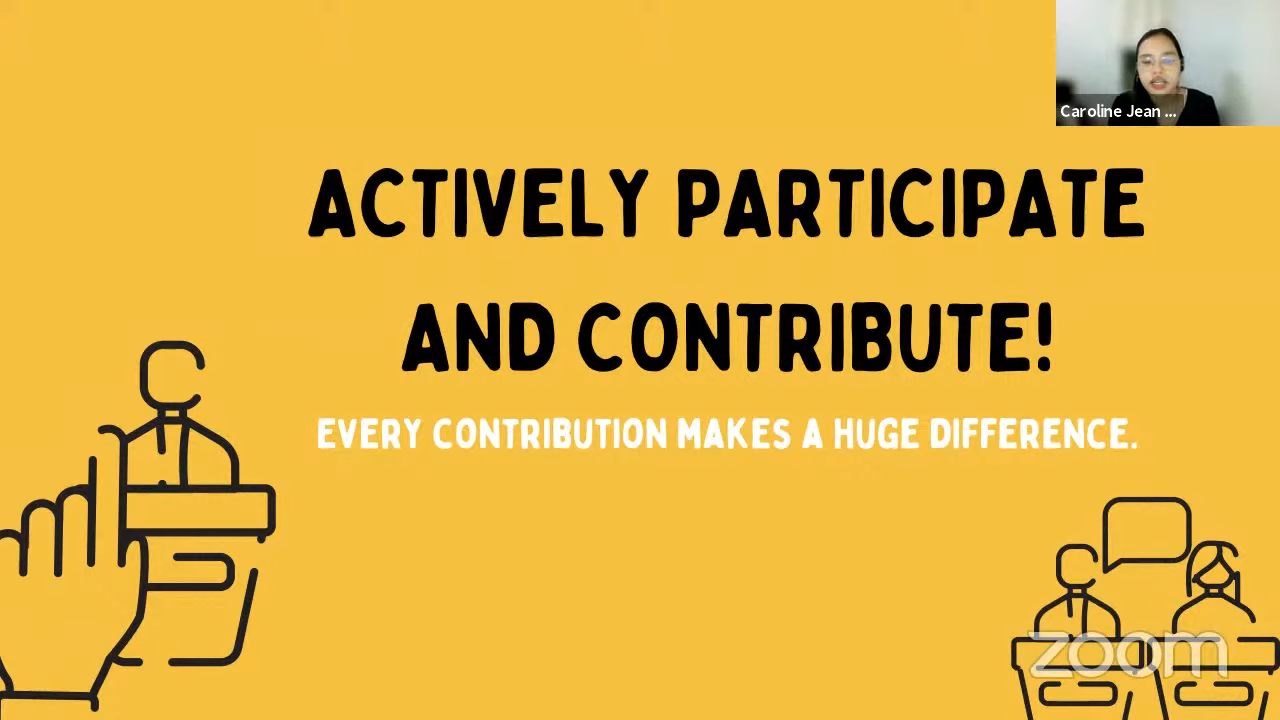 Caroline Jean ...
ACTIVELY PARTICIPATE
AND CONTRIBUTE!
EVERY CONTRIBUTION MAKES A HUGE DIFFERENCE.
zoom